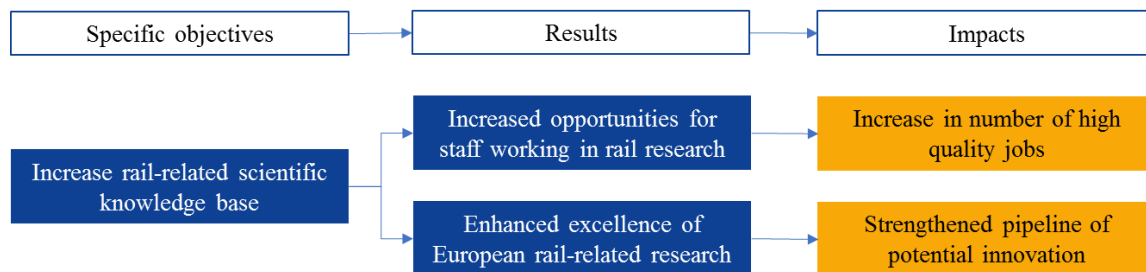 Specific objectives
Results
Impacts
Increased opportunities for
staff working in rail research
Increase in number of high
quality jobs
Increase rail-related scientific
knowledge base
Enhanced excellence of
European rail-related research
Strengthened pipeline of
potential innovation